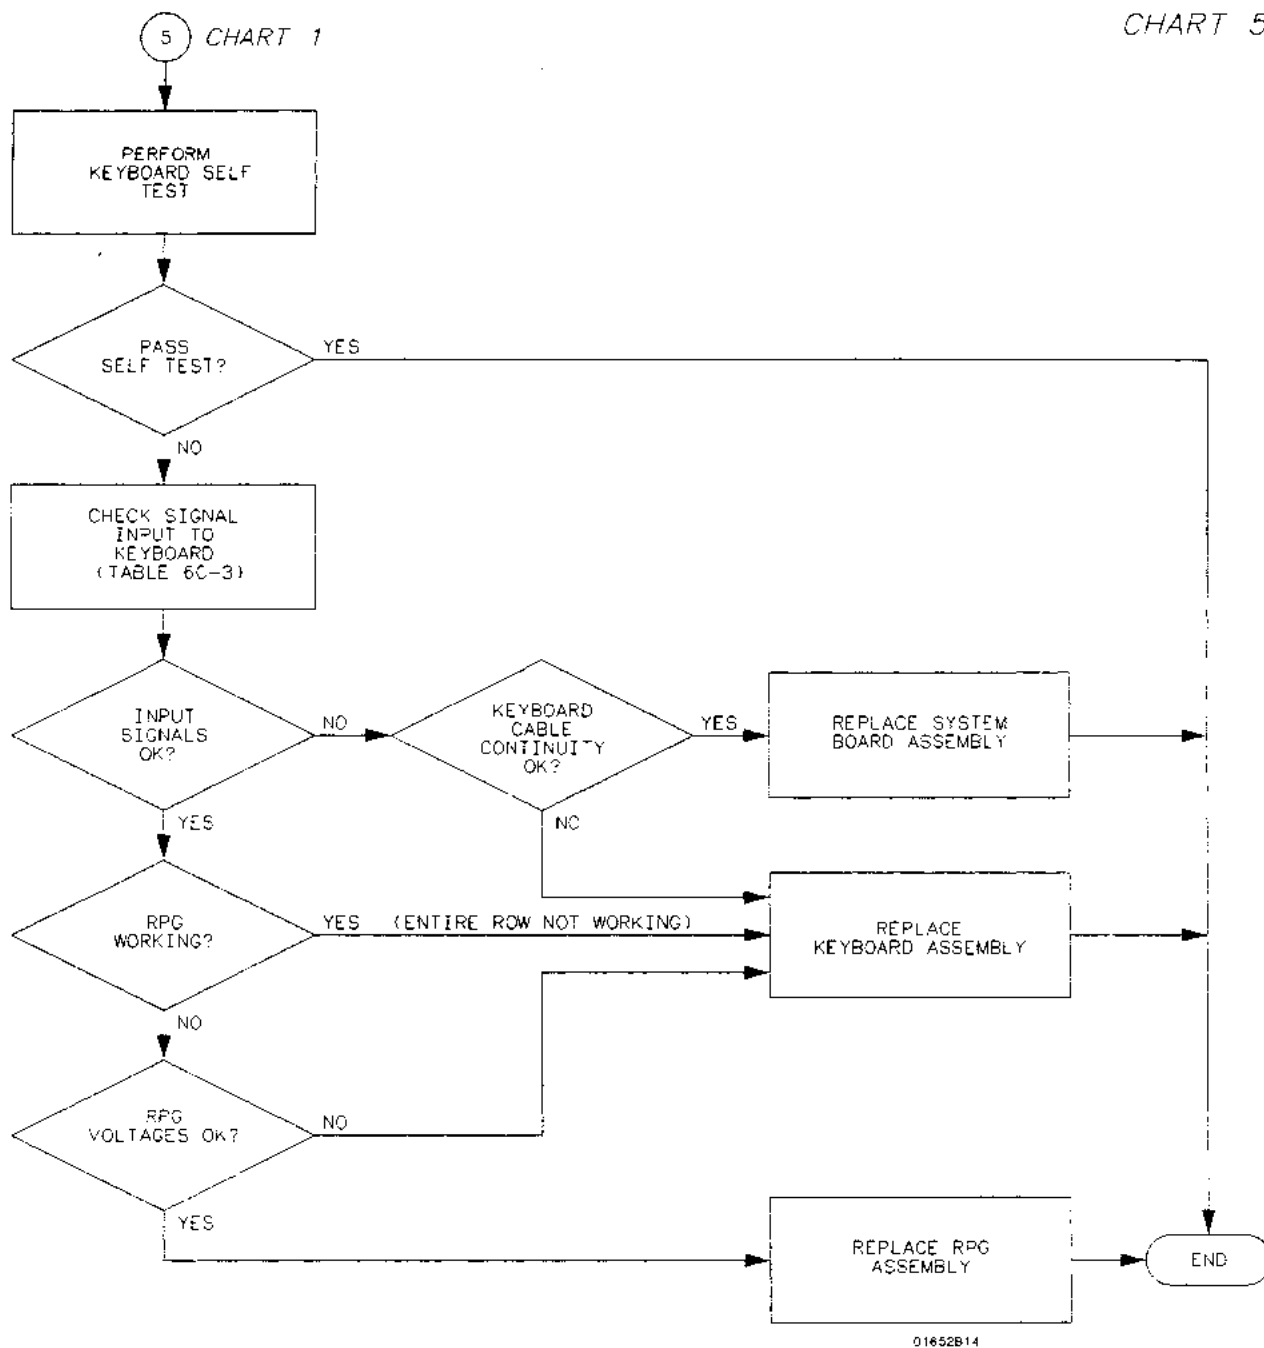 5 CHART 1
CHART 5
PERFORM
KEYBOARD SELF
TEST
PASS
SELF TEST?
YES
NO
CHECK SIGNAL
INPUT TO
KEYBOARD
(TABLE 6C-3)
INPUT
SIGNALS
OK?
NO
YES
KEYBOARD
CABLE
CONTINUITY
OK?
YES
NO
REPLACE SYSTEM
BOARD ASSEMBLY
RPG
WORKING?
YES (ENTIRE ROW NOT WORKING)
NO
REPLACE
KEYBOARD ASSEMBLY
RPG
VOLTAGES OK?
NO
YES
REPLACE RPG
ASSEMBLY
END
01652B14